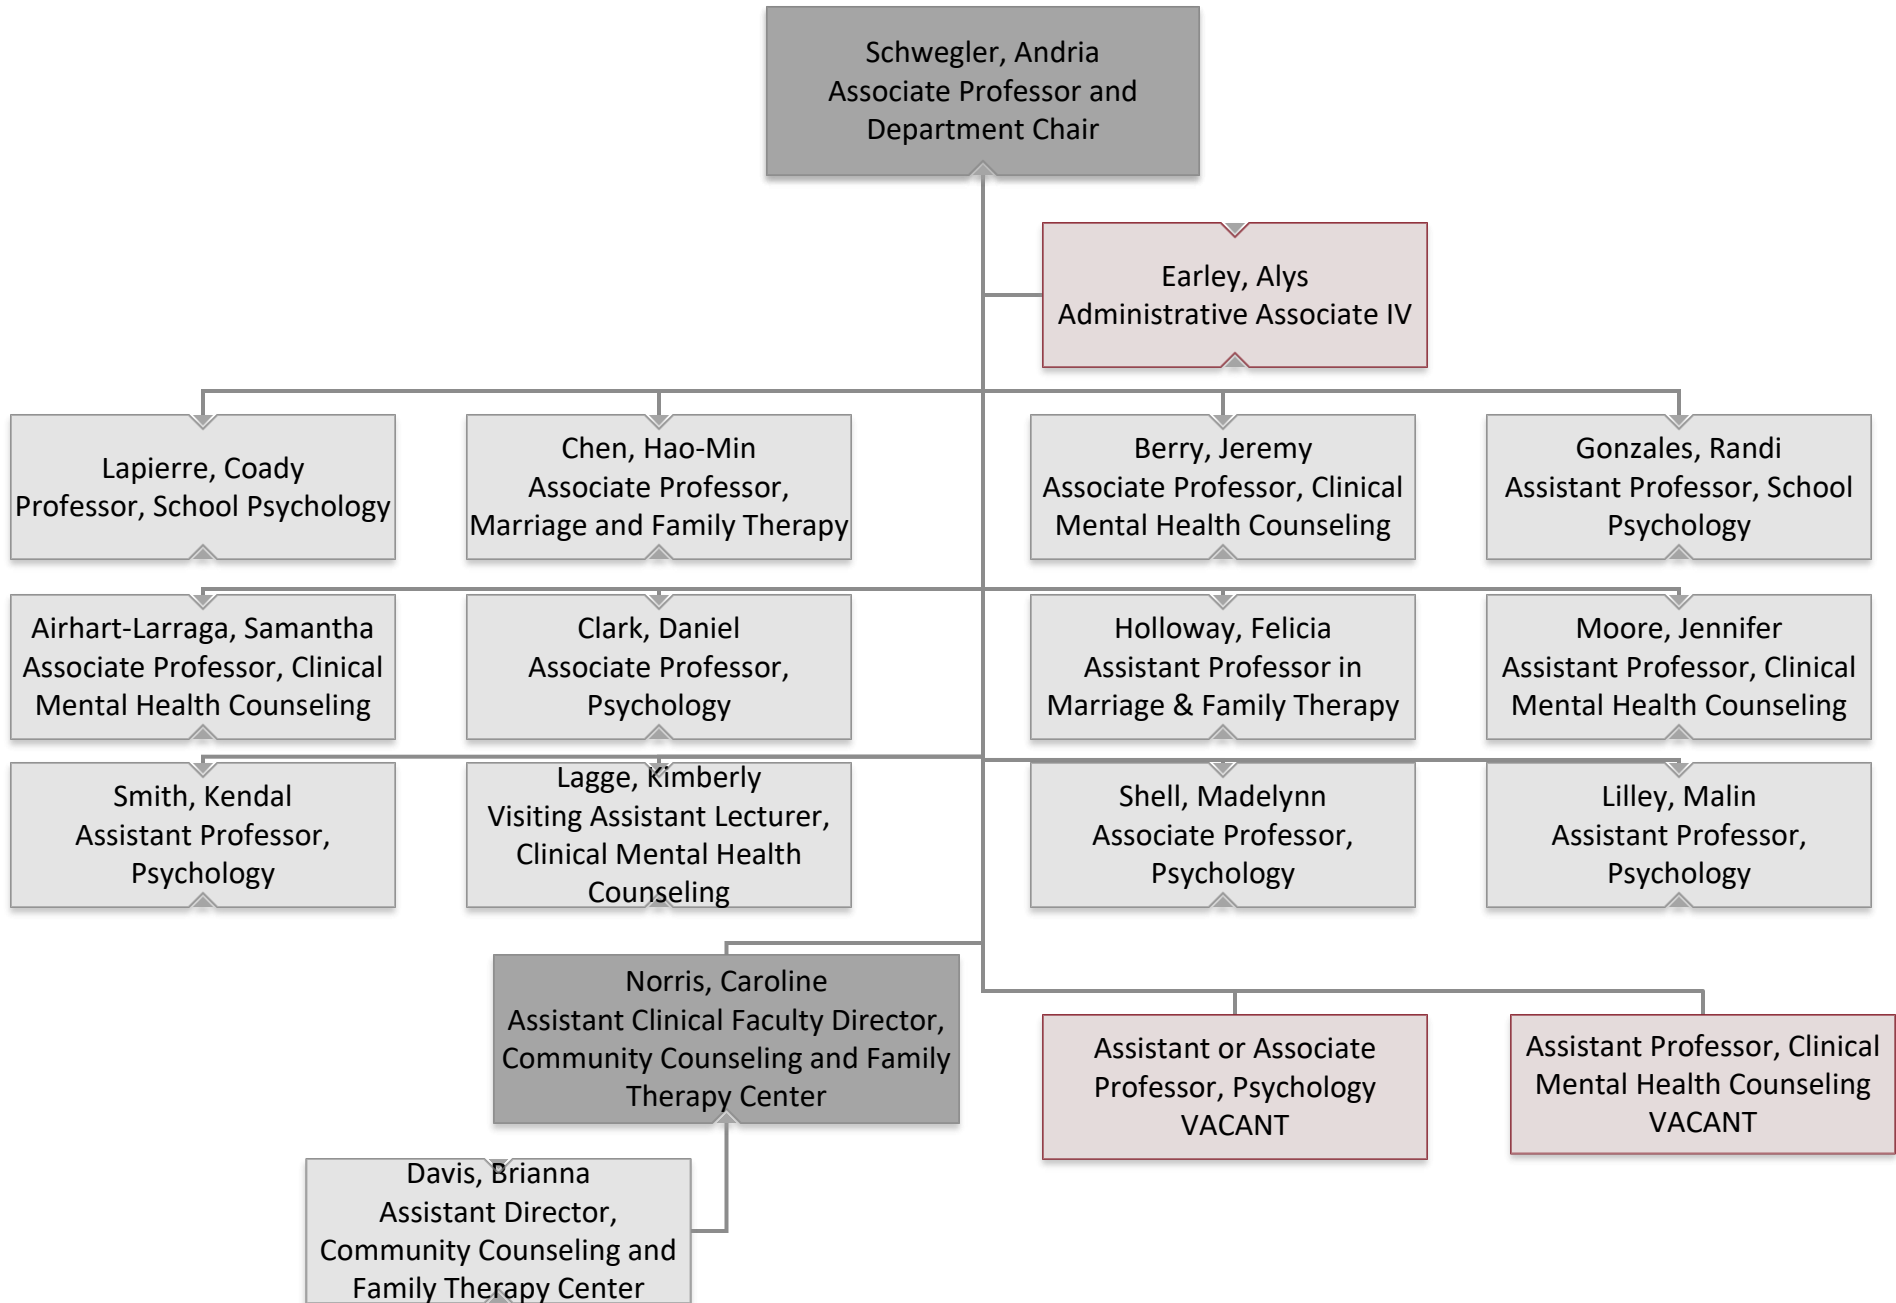 Schwegler, Andria
Associate Professor and
Department Chair
Earley, Alys
Administrative Associate IV
Lapierre, Coady
Professor, School Psychology
Chen, Hao-Min
Associate Professor,
Marriage and Family Therapy
Berry, Jeremy
Associate Professor, Clinical
Mental Health Counseling
Gonzales, Randi
Assistant Professor, School
Psychology
Airhart-Larraga, Samantha
Associate Professor, Clinical
Mental Health Counseling
Clark, Daniel
Associate Professor,
Psychology
Holloway, Felicia
Assistant Professor in
Marriage & Family Therapy
Moore, Jennifer
Assistant Professor, Clinical
Mental Health Counseling
Smith, Kendal
Assistant Professor,
Psychology
Lagge, Kimberly
Visiting Assistant Lecturer,
Clinical Mental Health
Counseling
Shell, Madelynn
Associate Professor,
Psychology
Lilley, Malin
Assistant Professor,
Psychology
Norris, Caroline
Assistant Clinical Faculty Director,
Community Counseling and Family
Therapy Center
Assistant or Associate
Professor, Psychology
VACANT
Assistant Professor, Clinical
Mental Health Counseling
VACANT
Davis, Brianna
Assistant Director,
Community Counseling and
Family Therapy Center